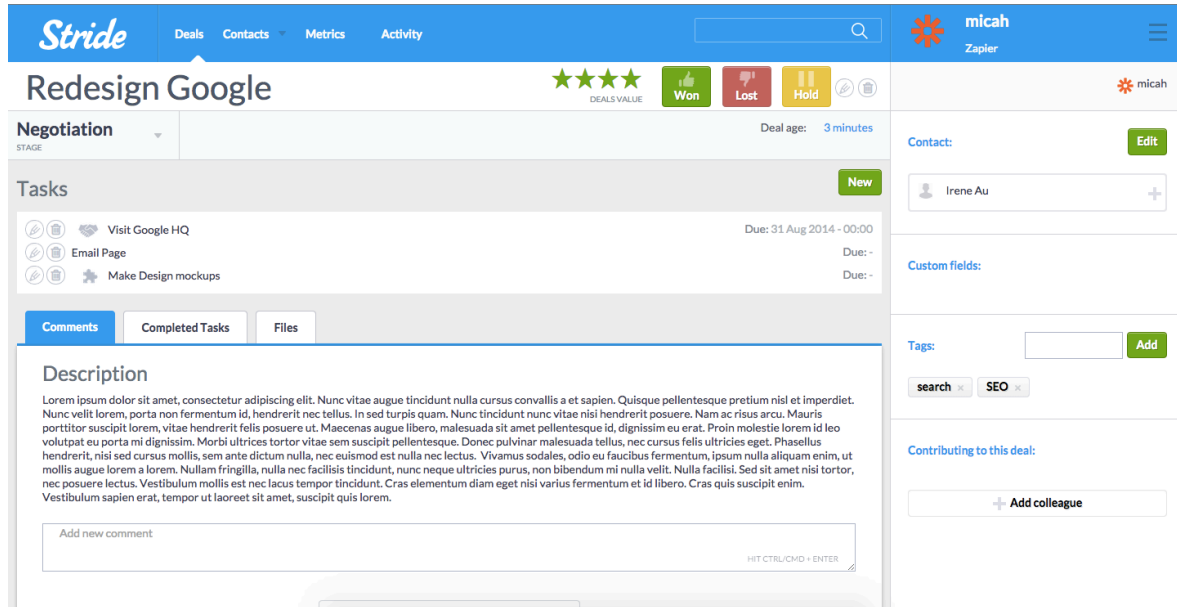 Stride
Deals Contacts Metrics Activity
micah
Zapier
Redesign Google
DEALS VALUE
Won
Lost
Hold
micah
Negotiation
STAGE
Deal age: 3 minutes
Contact:
Edit
Tasks
New
Irene Au
Visit Google HQ
Due: 31 Aug 2014 - 00:00
Email Page
Due: -
Make Design mockups
Due: -
Custom fields:
Comments Completed Tasks Files
Tags:
Add
search × SEO ×
Description
Lorem ipsum dolor sit amet, consectetur adipiscing elit. Nunc vitae augue tincidunt nulla cursus convallis a et sapien. Quisque pellentesque pretium nisl et imperdiet.
Nunc velit lorem, porta non fermentum id, hendrerit nec tellus. In sed turpis quam. Nunc tincidunt nunc vitae nisi hendrerit posuere. Nam ac risus arcu. Mauris
porttitor suscipit lorem, vitae hendrerit felis posuere ut. Maecenas augue libero, malesuada sit amet pellentesque id, dignissim eu erat. Proin molestie lorem id leo
volutpat eu porta mi dignissim. Morbi ultrices tortor vitae sem suscipit pellentesque. Donec pulvinar malesuada tellus, nec cursus felis ultricies eget. Phasellus
hendrerit, nisi sed cursus mollis, sem ante dictum nulla, nec euismod est nulla nec lectus. Vivamus sodales, odio eu faucibus fermentum, ipsum nulla aliquam enim, ut
mollis augue lorem a lorem. Nullam fringilla, nulla nec facilisis tincidunt, nunc neque ultricies purus, non bibendum mi nulla velit. Nulla facilisi. Sed sit amet nisi tortor,
nec posuere lectus. Vestibulum mollis est nec lacus tempor tincidunt. Cras elementum diam eget nisi varius fermentum et id libero. Cras quis suscipit enim.
Vestibulum sapien erat, tempor ut laoreet sit amet, suscipit quis lorem.
Contributing to this deal:
Add colleague
Add new comment
HIT CTRL/CMD + ENTER